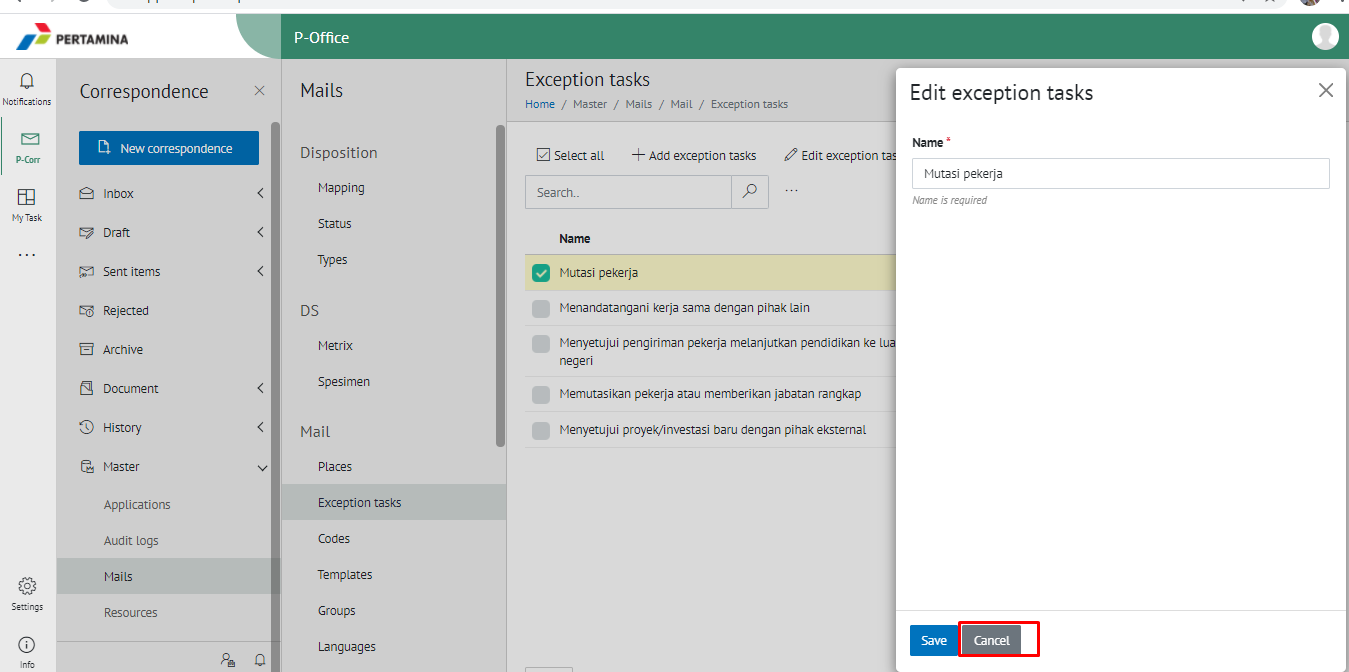 PERTAMINA
P-Office
Notifications
P-Corr
My Task
Settings
Info
Correspondence
New correspondence
Inbox
Draft
Sent items
Rejected
Archive
Document
History
Master
Applications
Audit logs
Mails
Resources
Mails
Disposition
Mapping
Status
Types
DS
Metrix
Spesimen
Mail
Places
Exception tasks
Codes
Templates
Groups
Languages
Exception tasks
Home / Master / Mails / Mail / Exception tasks
Select all
Add exception tasks
Edit exception tas
Search..
Name
Mutasi pekerja
Menandatangani kerja sama dengan pihak lain
Menyetujui pengiriman pekerja melanjutkan pendidikan ke lua
negeri
Memutasikan pekerja atau memberikan jabatan rangkap
Menyetujui proyek/investasi baru dengan pihak eksternal
Edit exception tasks
Name *
Mutasi pekerja
Name is required
Save
Cancel